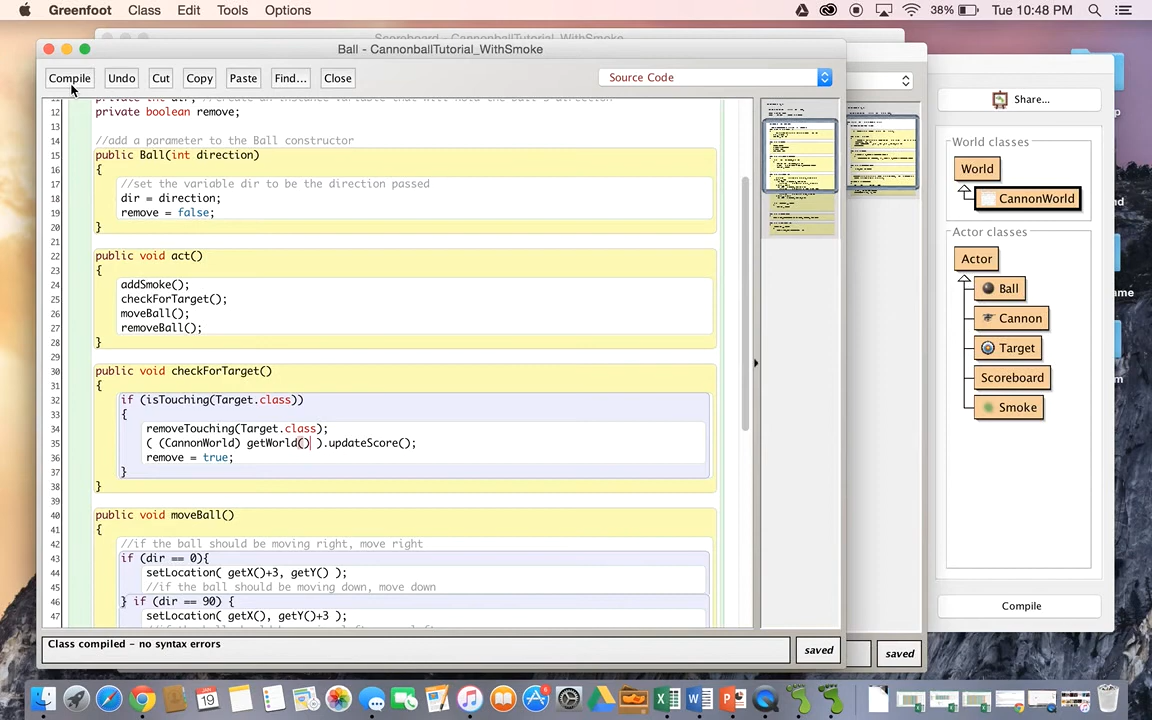 Greenfoot Class Edit Tools Options 38% Tue 10:48 PM
Scoreboard - CannonballTutorial_WithSmoke
Ball - CannonballTutorial_WithSmoke
Compile Undo Cut Copy Paste Find... Close Source Code
Share...
12 private boolean remove;
13
14 //add a parameter to the Ball constructor
15 public Ball(int direction)
16 {
17 //set the variable dir to be the direction passed
18 dir = direction;
19 remove = false;
20 }
21
22 public void act()
23 {
24 addSmoke();
25 checkForTarget();
26 moveBall();
27 removeBall();
28 }
29
30 public void checkForTarget()
31 {
32 if (isTouching(Target.class))
33 {
34 removeTouching(Target.class);
35 ( (CannonWorld) getWorld() ).updateScore();
36 remove = true;
37 }
38 }
39
40 public void moveBall()
41 {
42 //if the ball should be moving right, move right
43 if (dir == 0){
44 setLocation( getX()+3, getY() );
45 //if the ball should be moving down, move down
46 } if (dir == 90) {
47 setLocation( getX(), getY()+3 );
Class compiled - no syntax errors
saved
saved
World classes
World
CannonWorld
Actor classes
Actor
Ball
Cannon
Target
Scoreboard
Smoke
Compile